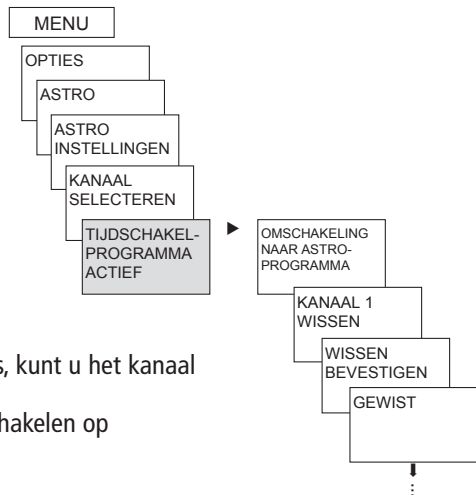 MENU
OPTIES
ASTRO
ASTRO
INSTELLINGEN
KANAAL
SELECTEREN
TIJDSCHAKEL-
PROGRAMMA
ACTIEF
OMSCHAKELING
NAAR ASTRO-
PROGRAMMA
KANAAL 1
WISSEN
WISSEN
BEVESTIGEN
GEWIST
, kunt u het kanaal
hakelen op